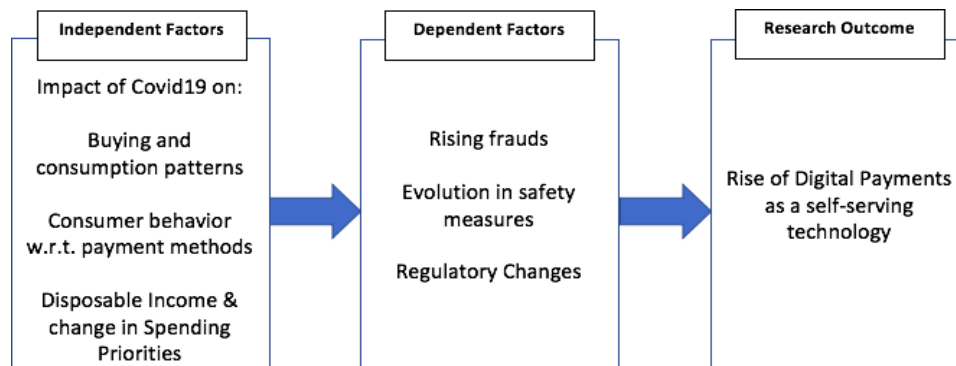 Independent Factors
Impact of Covid19 on:
Buying and
consumption patterns
Consumer behavior
w.r.t. payment methods
Disposable Income &
change in Spending
Priorities
Dependent Factors
Rising frauds
Evolution in safety
measures
Regulatory Changes
Research Outcome
Rise of Digital Payments
as a self-serving
technology